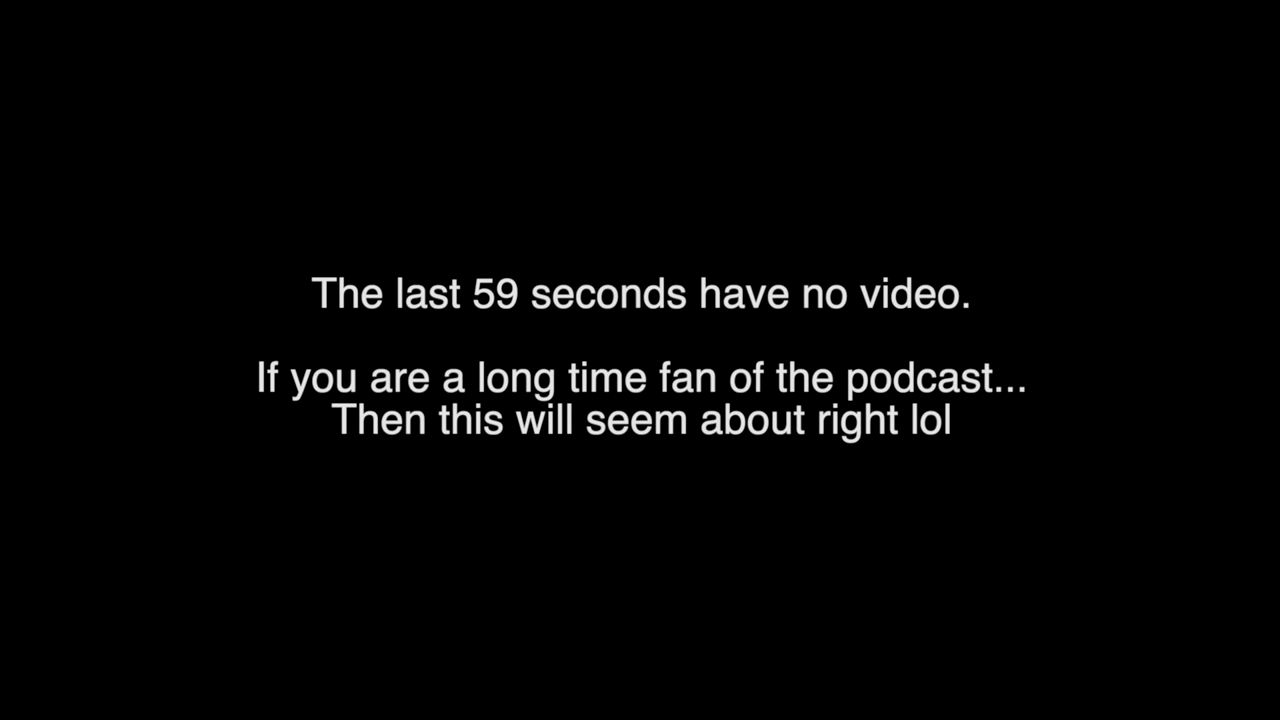 The last 59 seconds have no video.
If you are a long time fan of the podcast...
Then this will seem about right lol